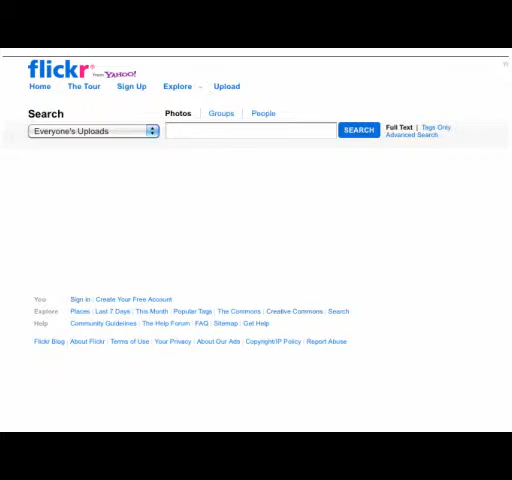 flickr from YAHOO!
Home The Tour Sign Up Explore Upload
Search Photos Groups People
Everyone's Uploads SEARCH Full Text | Tags Only
Advanced Search
You Sign in | Create Your Free Account
Explore Places | Last 7 Days | This Month | Popular Tags | The Commons | Creative Commons | Search
Help Community Guidelines | The Help Forum | FAQ | Sitemap | Get Help
Flickr Blog | About Flickr | Terms of Use | Your Privacy | About Our Ads | Copyright/IP Policy | Report Abuse